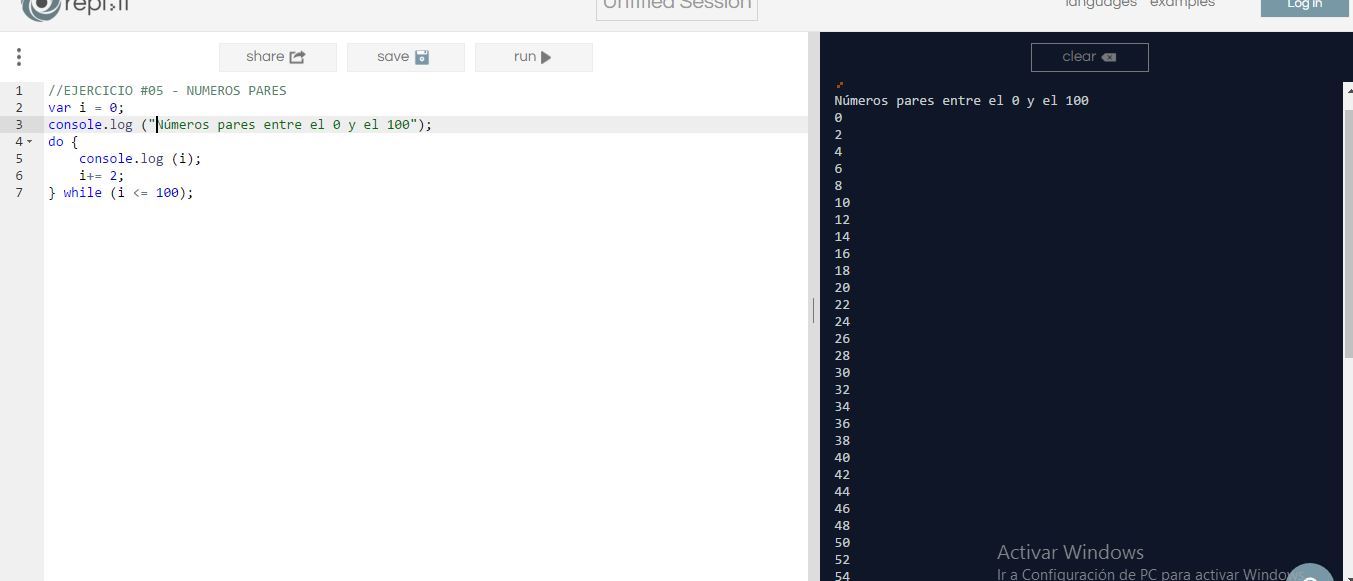 repl.it
Untitled Session
languages examples
Log in
share
save
run
1 //EJERCICIO #05 - NUMEROS PARES
2 var i = 0;
3 console.log ("Números pares entre el 0 y el 100");
4 do {
5 console.log (i);
6 i+= 2;
7 } while (i <= 100);
clear
Números pares entre el 0 y el 100
0
2
4
6
8
10
12
14
16
18
20
22
24
26
28
30
32
34
36
38
40
42
44
46
48
50
52
54
Activar Windows
Ir a Configuración de PC para activar Windows